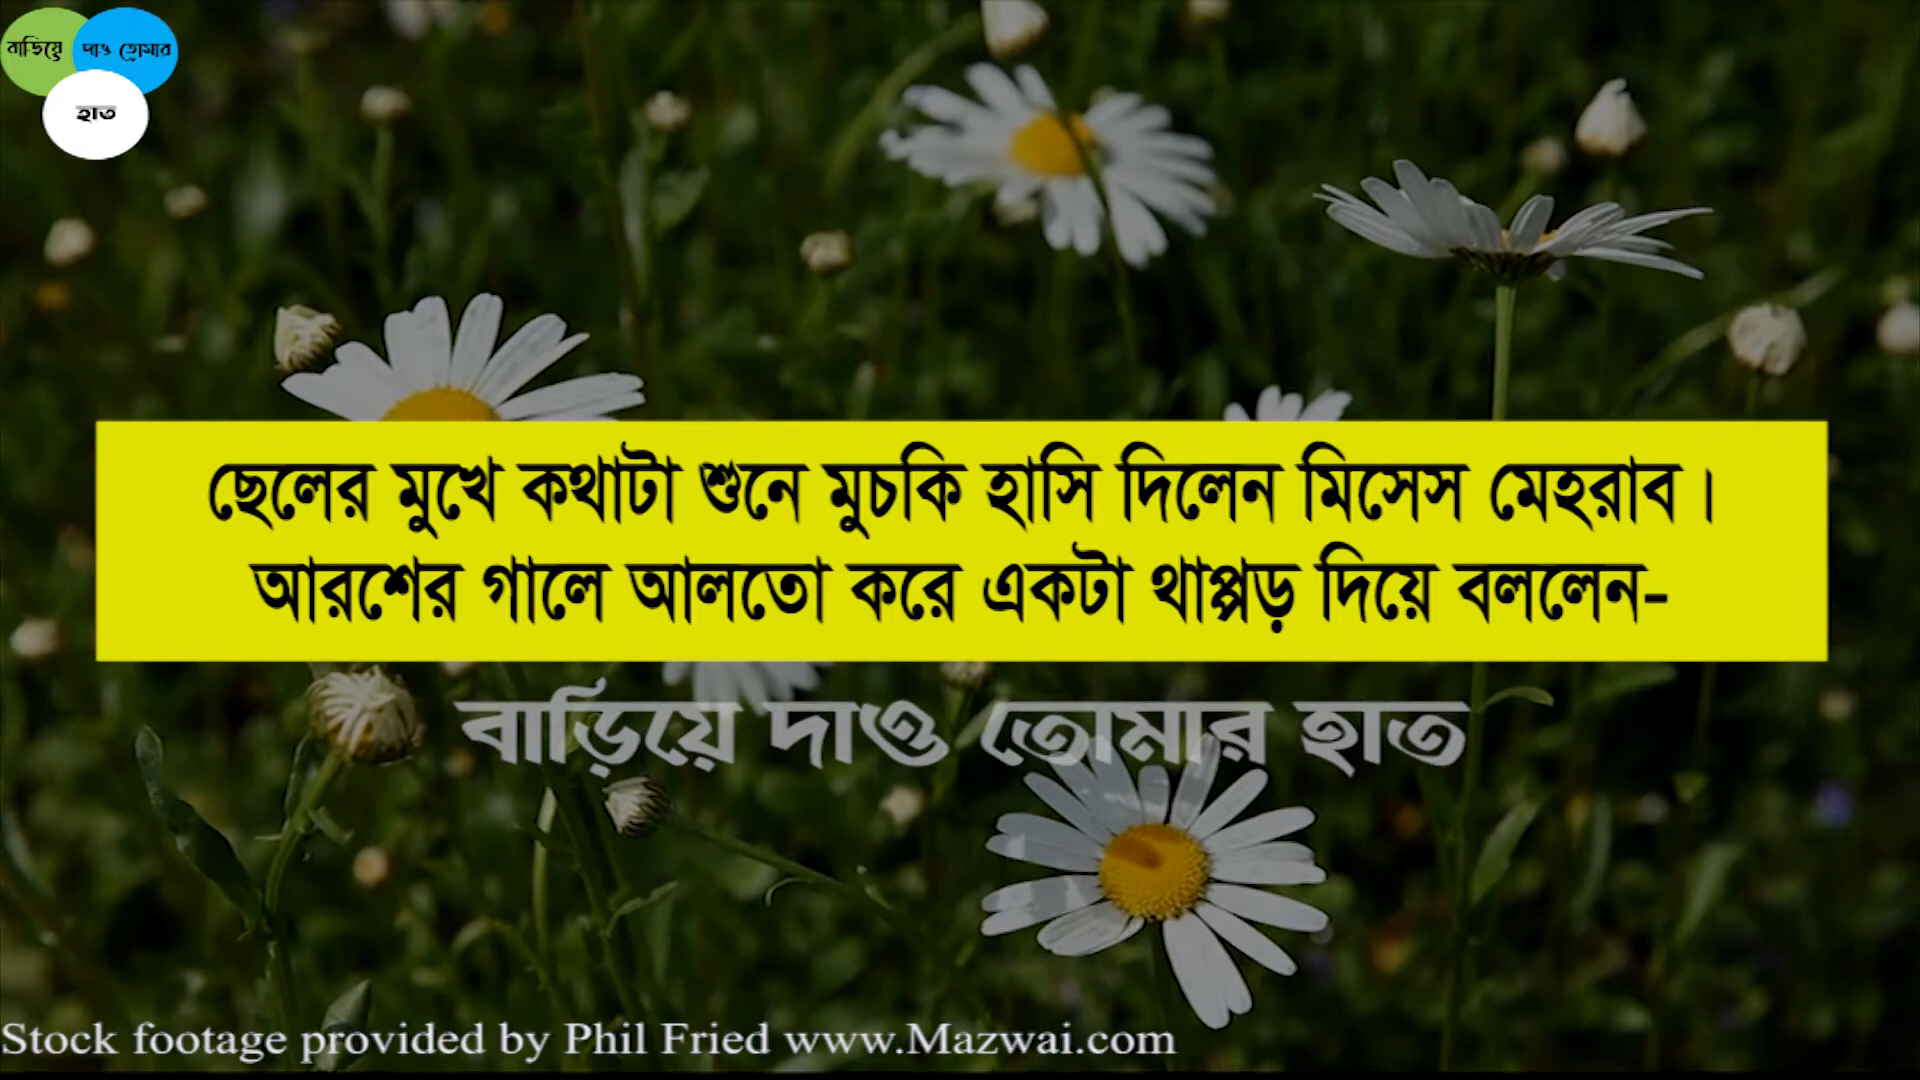 বাড়িয়ে
দাও তোমার
হাত
ছেলের মুখে কথাটা শুনে মুচকি হাসি দিলেন মিসেস মেহরাব।
আরশের গালে আলতো করে একটা থাপ্পড় দিয়ে বললেন-
বাড়িয়ে দাও তোমার হাত
Stock footage provided by Phil Fried www.Mazwai.com